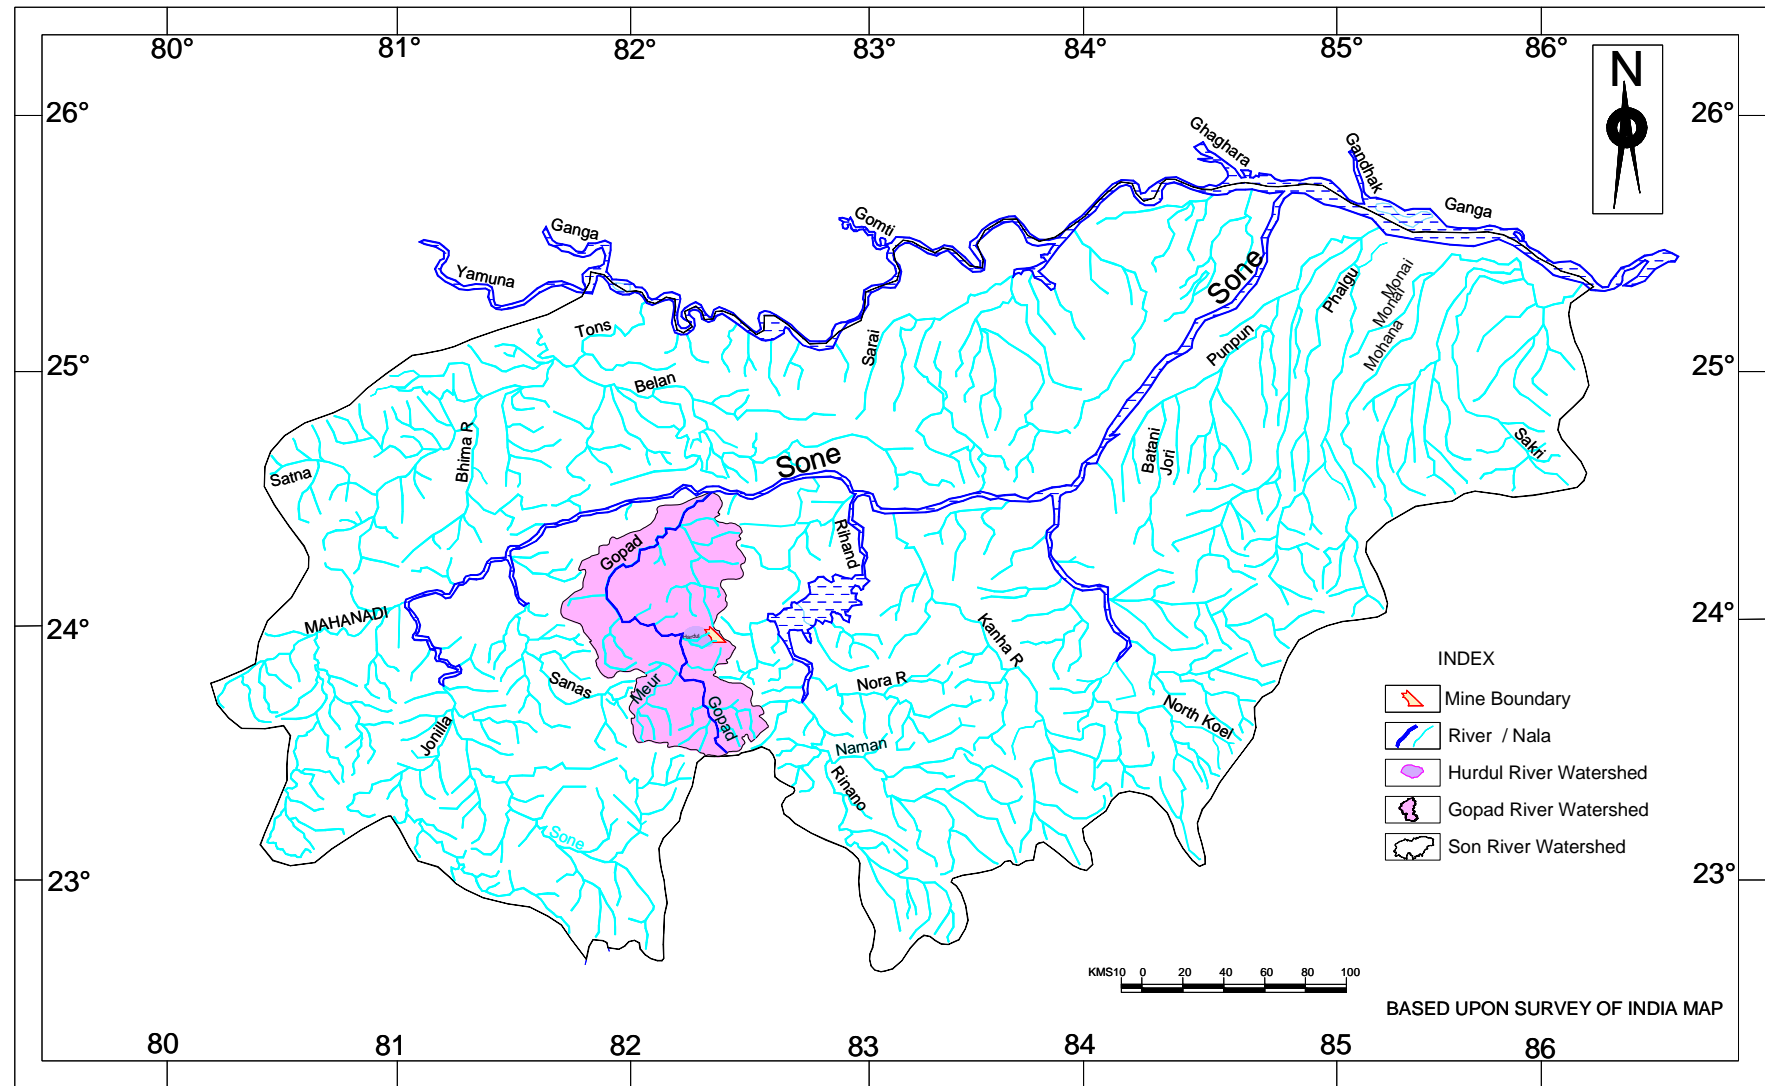 80° 81° 82° 83° 84° 85° 86°
N
26° 26°
Ghaghara
Gandhak
Ganga
Gomti
Ganga
Yamuna
Sone
Monai
Monai
Phalgu
Mohana
Punpun
Tons
Sarai
25° 25°
Belan
Bhima R
Satna
Sone
Batani
Jori
Sakri
Rihand
Gopad
MAHANADI
24° 24°
Hurdul
Kanha R
INDEX
Mine Boundary
River / Nala
Hurdul River Watershed
Gopad River Watershed
Son River Watershed
Sanas
Meur
Gopad
Nora R
North Koel
Jonilla
Naman
Rinano
Sone
23° 23°
KMS10 0 20 40 60 80 100
BASED UPON SURVEY OF INDIA MAP
80 81 82 83 84 85 86